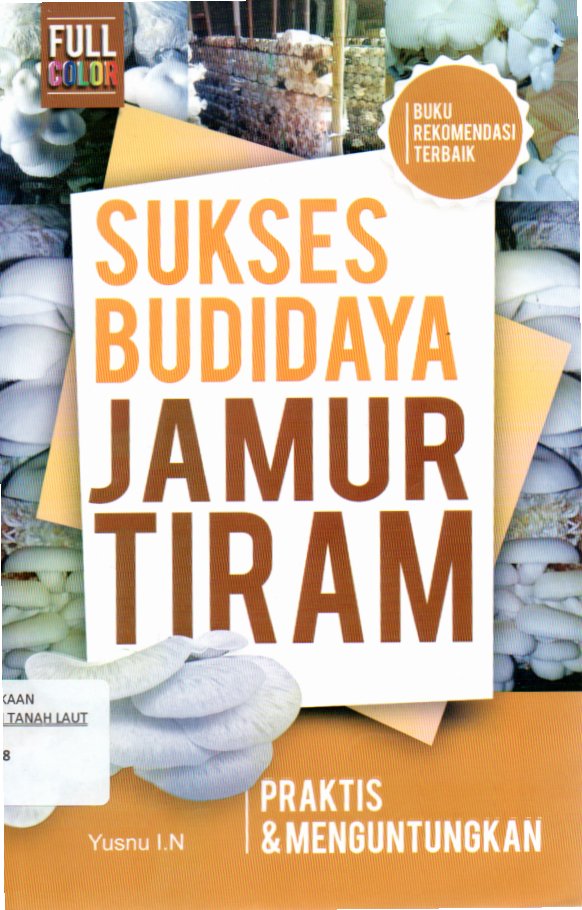 FULL
COLOR
BUKU
REKOMENDASI
TERBAIK
SUKSES
BUDIDAYA
JAMUR
TIRAM
KAAN
TANAH LAUT
8
PRAKTIS
&MENGUNTUNGKAN
Yusnu I.N